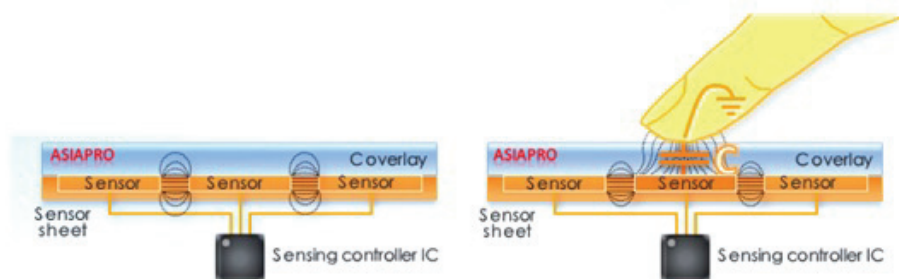 ASIAPRO
Coverlay
Sensor Sensor Sensor
Sensor
sheet
Sensing controller IC
ASIAPRO
C
Coverlay
Sensor Sensor Sensor
Sensor
sheet
Sensing controller IC